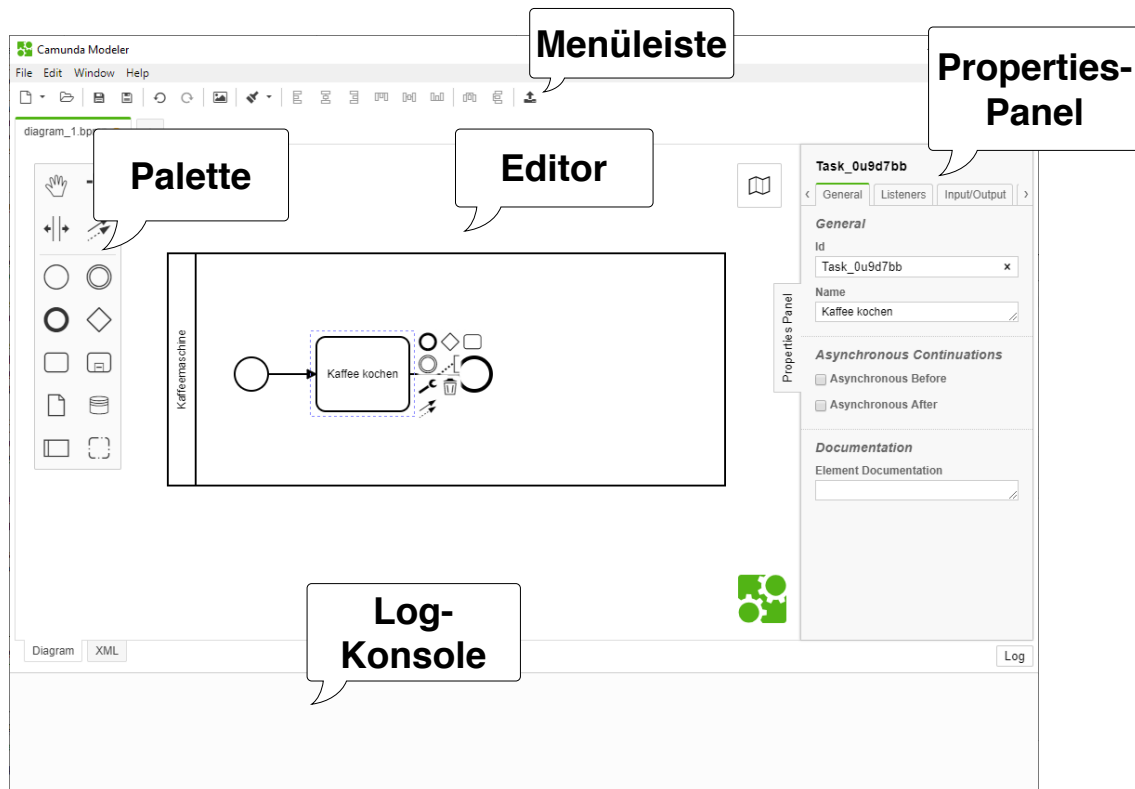 Camunda Modeler
File Edit Window Help
Menüleiste
Properties-
Panel
diagram_1.bp
Palette
Editor
Task_0u9d7bb
General Listeners Input/Output
General
Id
Task_0u9d7bb
Name
Kaffee kochen
Properties Panel
Asynchronous Continuations
Asynchronous Before
Asynchronous After
Documentation
Element Documentation
Kaffeemaschine
Kaffee kochen
Log-
Konsole
Diagram XML
Log